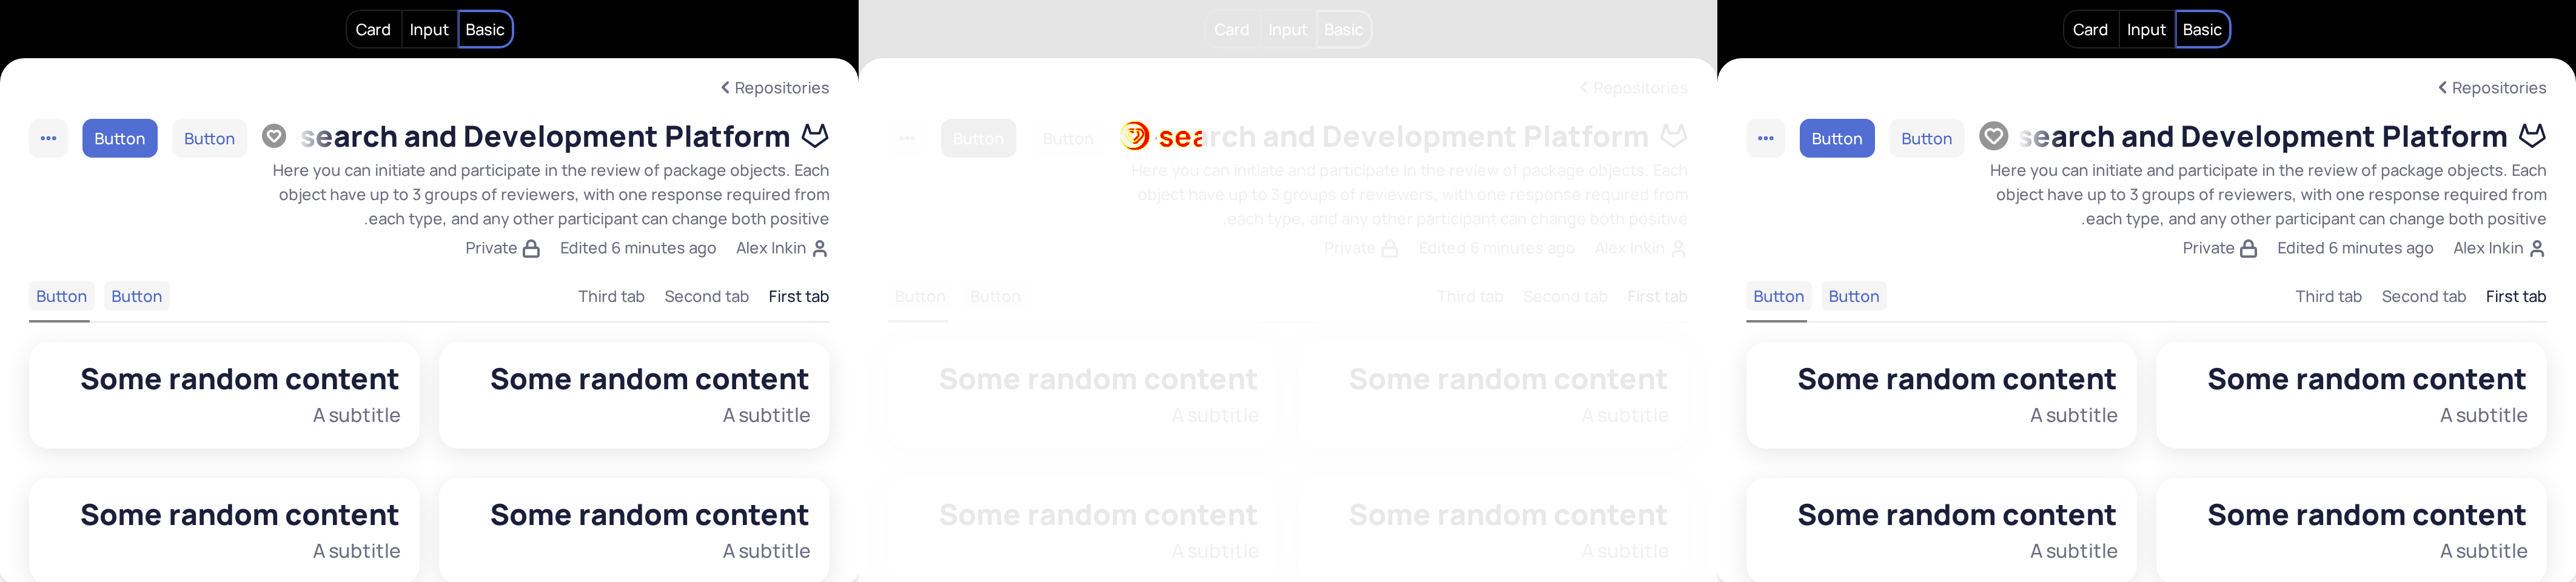 Card Input Basic
Repositories
Button Button search and Development Platform
Here you can initiate and participate in the review of package objects. Each
object have up to 3 groups of reviewers, with one response required from
.each type, and any other participant can change both positive
Private Edited 6 minutes ago Alex Inkin
Button Button Third tab Second tab First tab
Some random content Some random content
A subtitle A subtitle
Some random content Some random content
A subtitle A subtitle
Card Input Basic
Repositories
Button Button search and Development Platform
Here you can initiate and participate in the review of package objects. Each
object have up to 3 groups of reviewers, with one response required from
.each type, and any other participant can change both positive
Private Edited 6 minutes ago Alex Inkin
Button Button Third tab Second tab First tab
Some random content Some random content
A subtitle A subtitle
Some random content Some random content
A subtitle A subtitle
Card Input Basic
Repositories
Button Button search and Development Platform
Here you can initiate and participate in the review of package objects. Each
object have up to 3 groups of reviewers, with one response required from
.each type, and any other participant can change both positive
Private Edited 6 minutes ago Alex Inkin
Button Button Third tab Second tab First tab
Some random content Some random content
A subtitle A subtitle
Some random content Some random content
A subtitle A subtitle